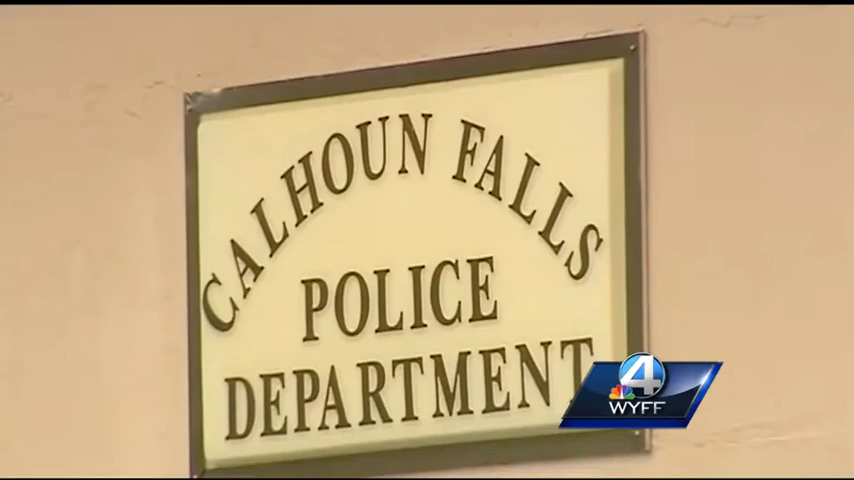 CALHOUN FALLS
POLICE
DEPARTMENT
4
WYFF